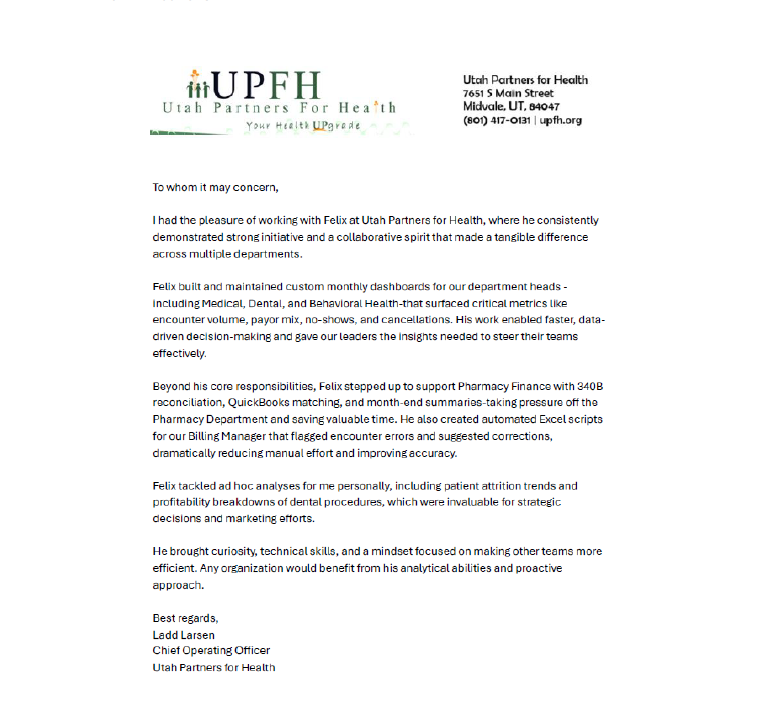 UPFH
Utah Partners For Health
Your Health UPgrade
Utah Partners for Health
7651 S Main Street
Midvale, UT, 84047
(801) 417-0131 | upfh.org
To whom it may concern,
I had the pleasure of working with Felix at Utah Partners for Health, where he consistently
demonstrated strong initiative and a collaborative spirit that made a tangible difference
across multiple departments.
Felix built and maintained custom monthly dashboards for our department heads -
including Medical, Dental, and Behavioral Health-that surfaced critical metrics like
encounter volume, payor mix, no-shows, and cancellations. His work enabled faster, data-
driven decision-making and gave our leaders the insights needed to steer their teams
effectively.
Beyond his core responsibilities, Felix stepped up to support Pharmacy Finance with 340B
reconciliation, QuickBooks matching, and month-end summaries-taking pressure off the
Pharmacy Department and saving valuable time. He also created automated Excel scripts
for our Billing Manager that flagged encounter errors and suggested corrections,
dramatically reducing manual effort and improving accuracy.
Felix tackled ad hoc analyses for me personally, including patient attrition trends and
profitability breakdowns of dental procedures, which were invaluable for strategic
decisions and marketing efforts.
He brought curiosity, technical skills, and a mindset focused on making other teams more
efficient. Any organization would benefit from his analytical abilities and proactive
approach.
Best regards,
Ladd Larsen
Chief Operating Officer
Utah Partners for Health